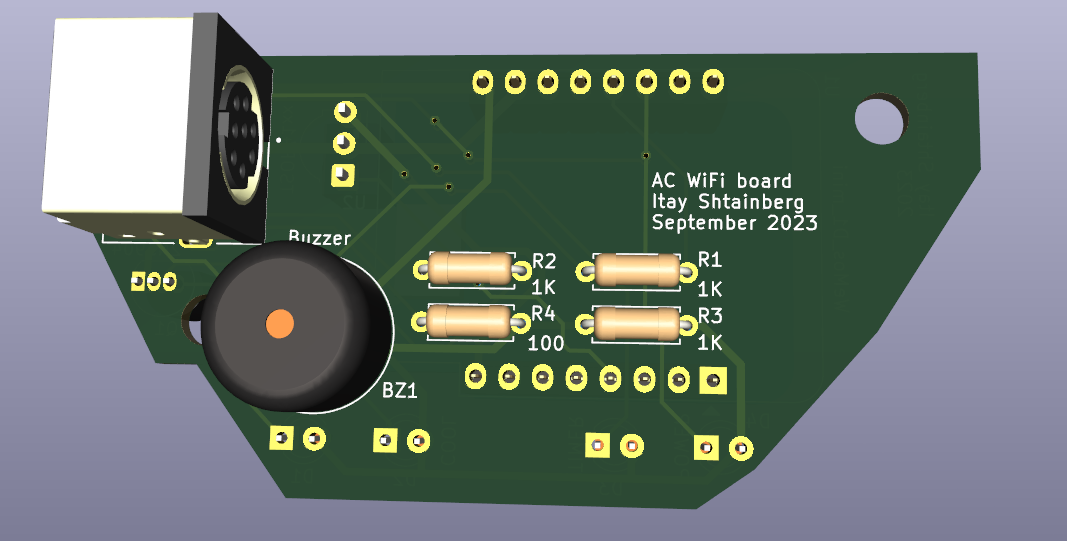 AC WiFi board
Itay Shtainberg
September 2023
Buzzer
R2
1K
R1
1K
R4
100
R3
1K
BZ1